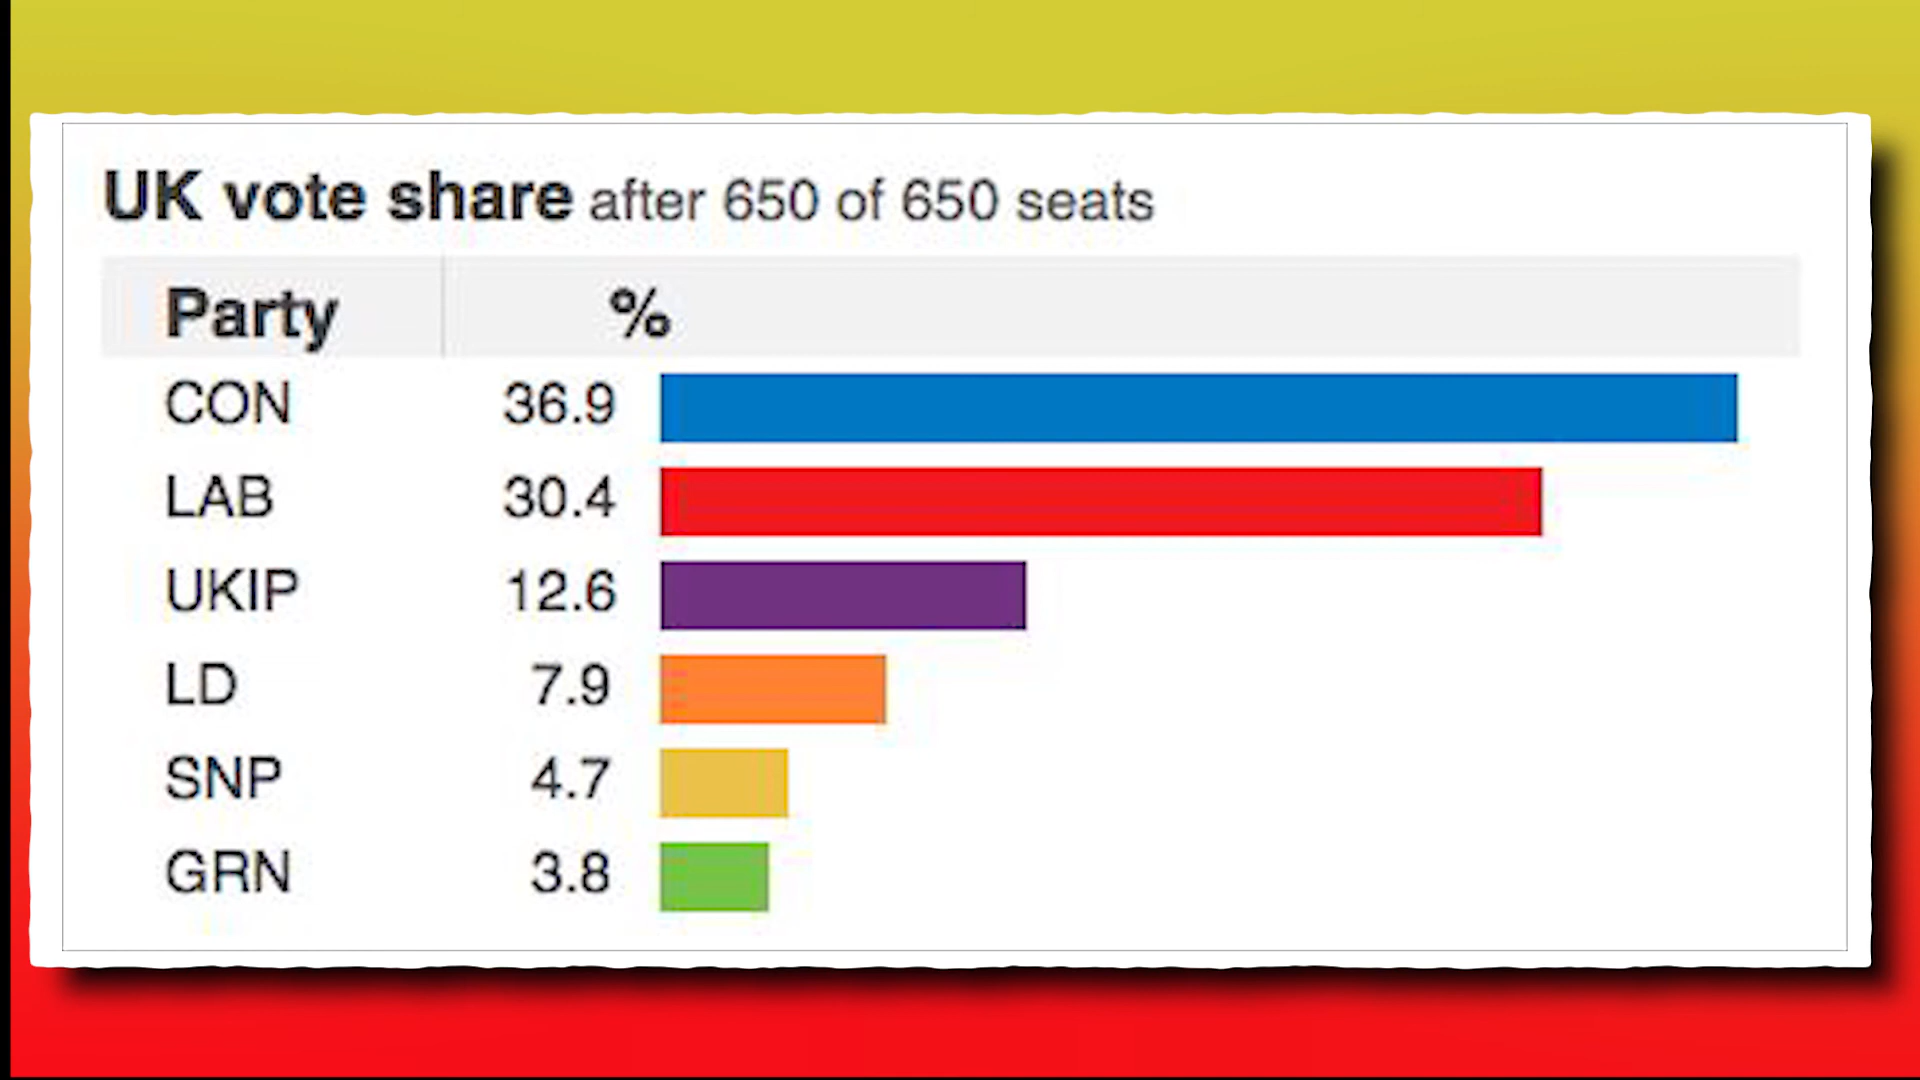 UK vote share after 650 of 650 seats
Party %
CON 36.9
LAB 30.4
UKIP 12.6
LD 7.9
SNP 4.7
GRN 3.8